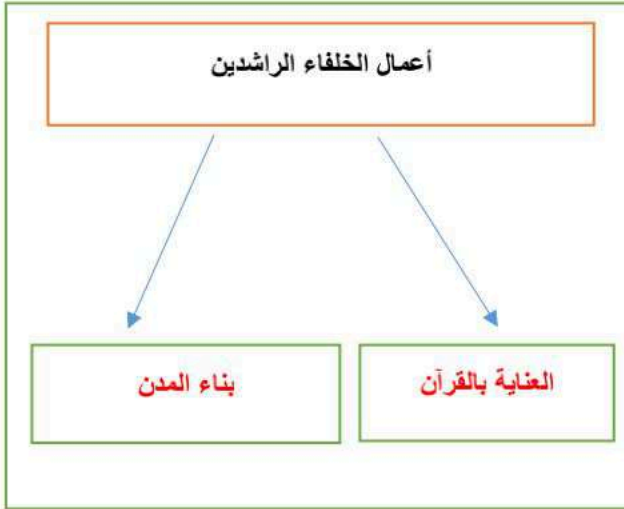 أعمال الخلفاء الراشدين
العناية بالقرآن
بناء المدن